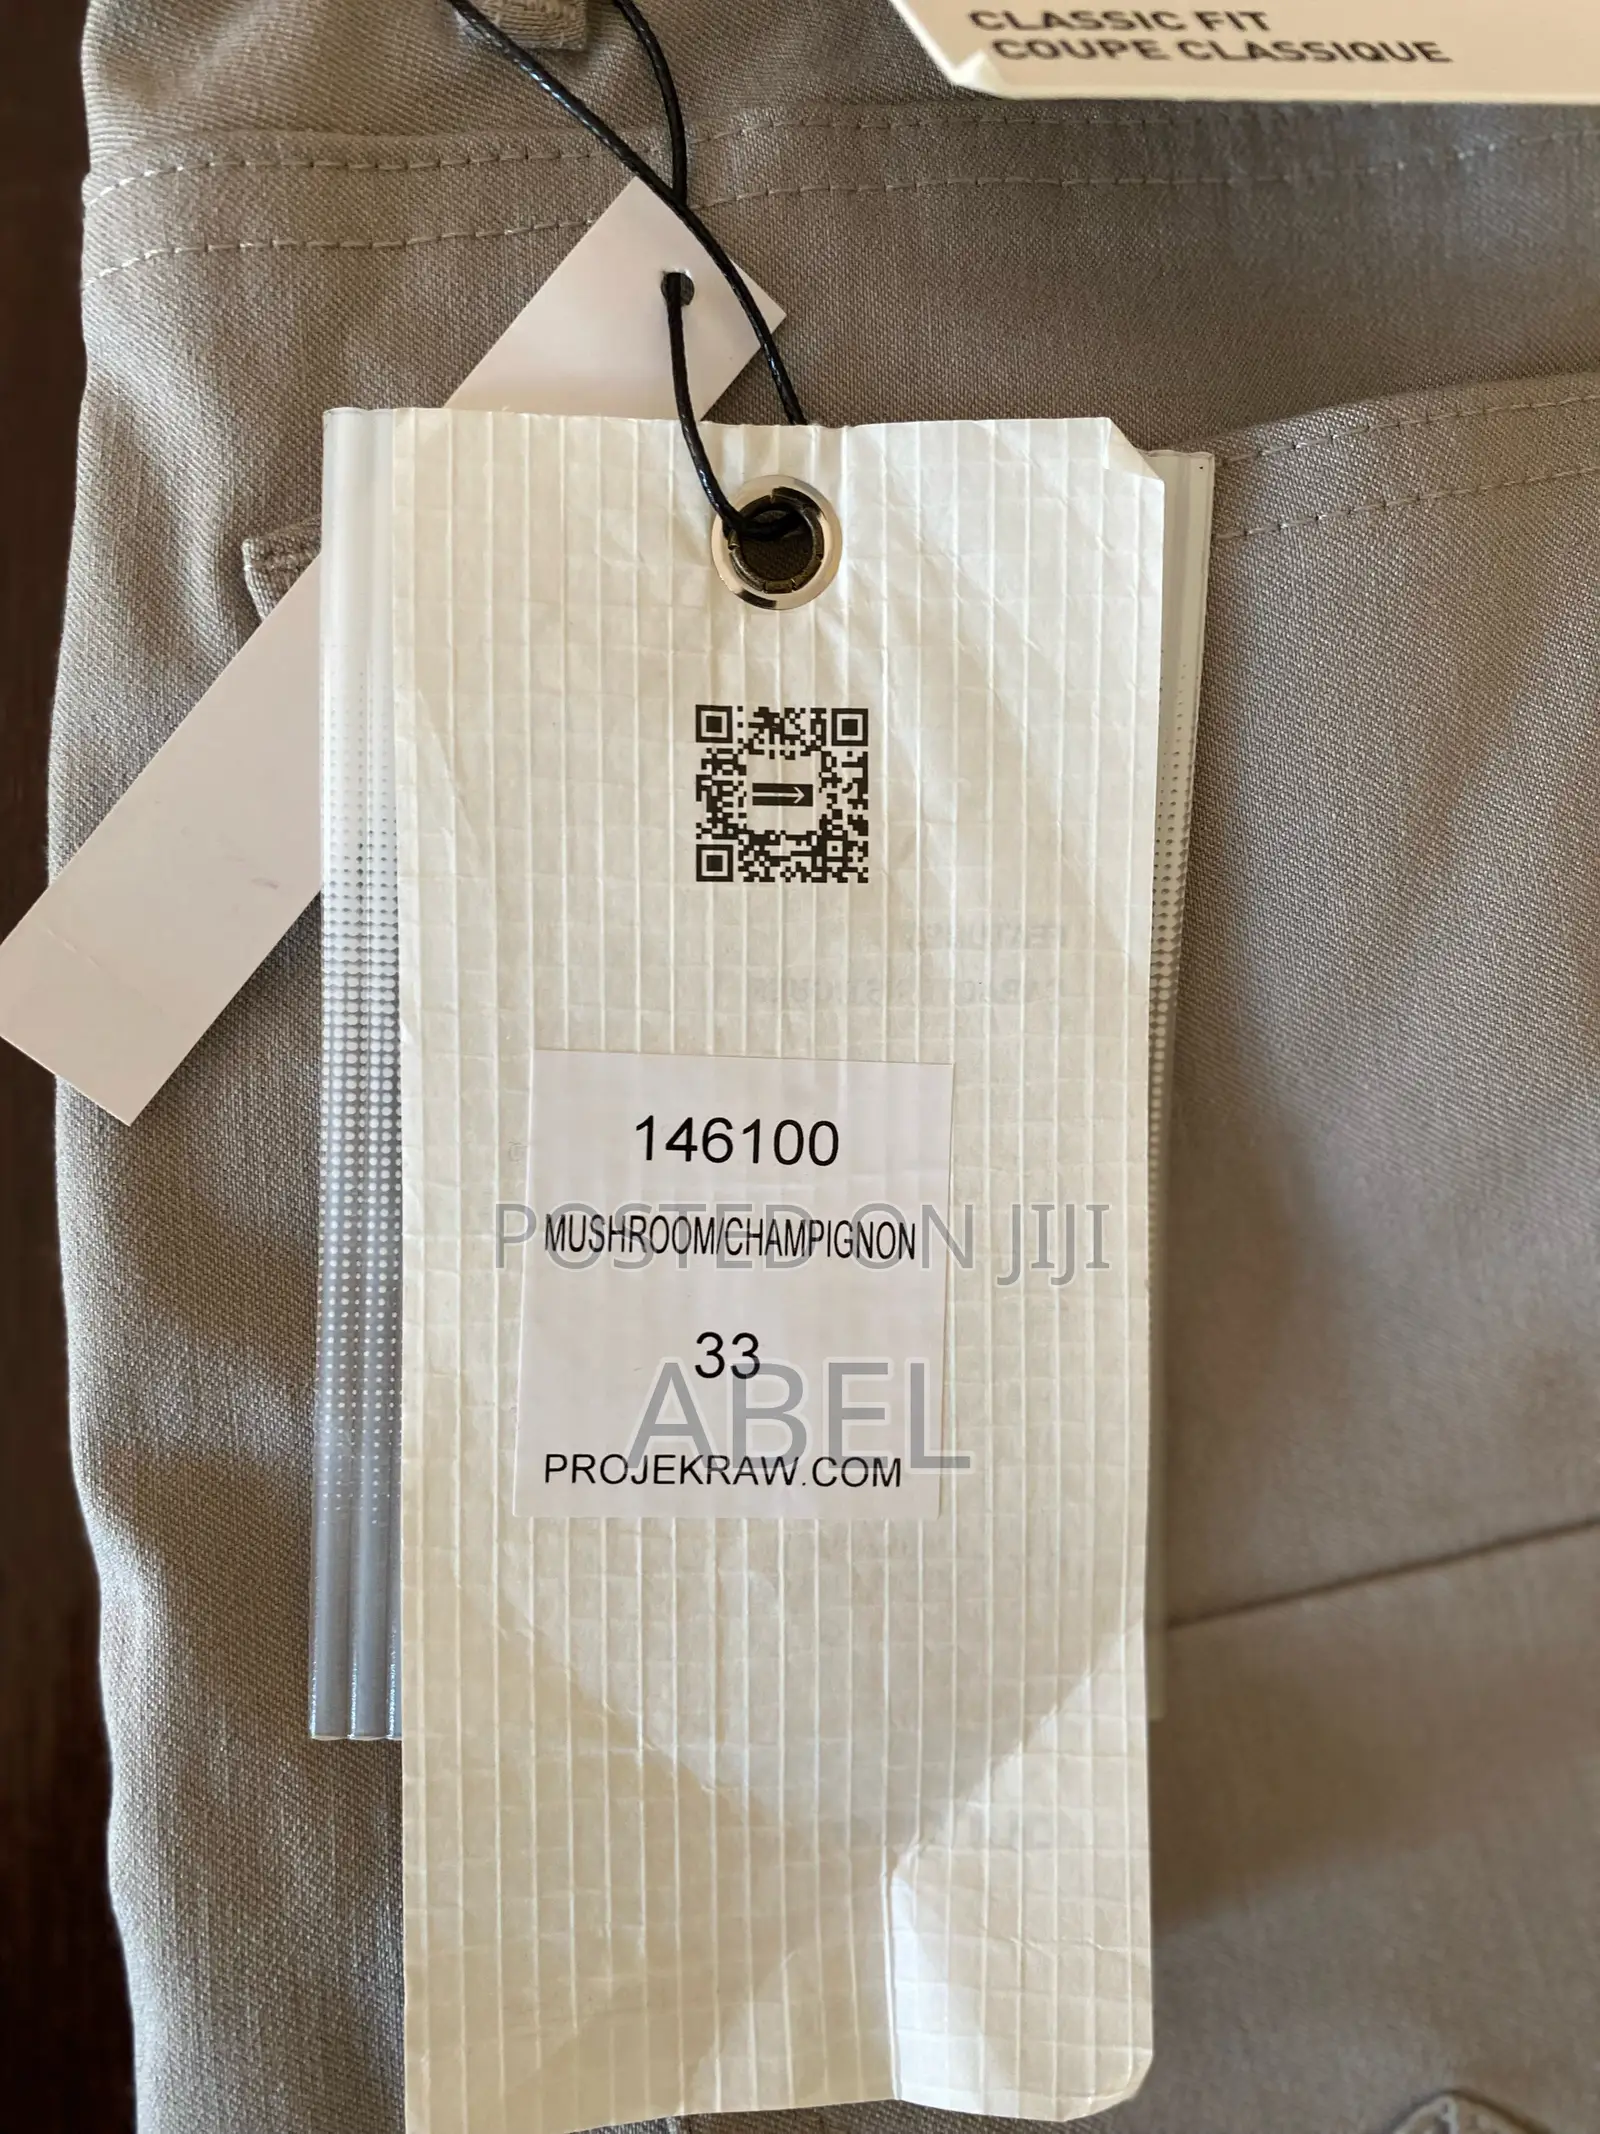 CLASSIC FIT
COUPE CLASSIQUE
146100
MUSHROOM/CHAMPIGNON
POSTED ON JIJI
33
ABEL
PROJEKRAW.COM